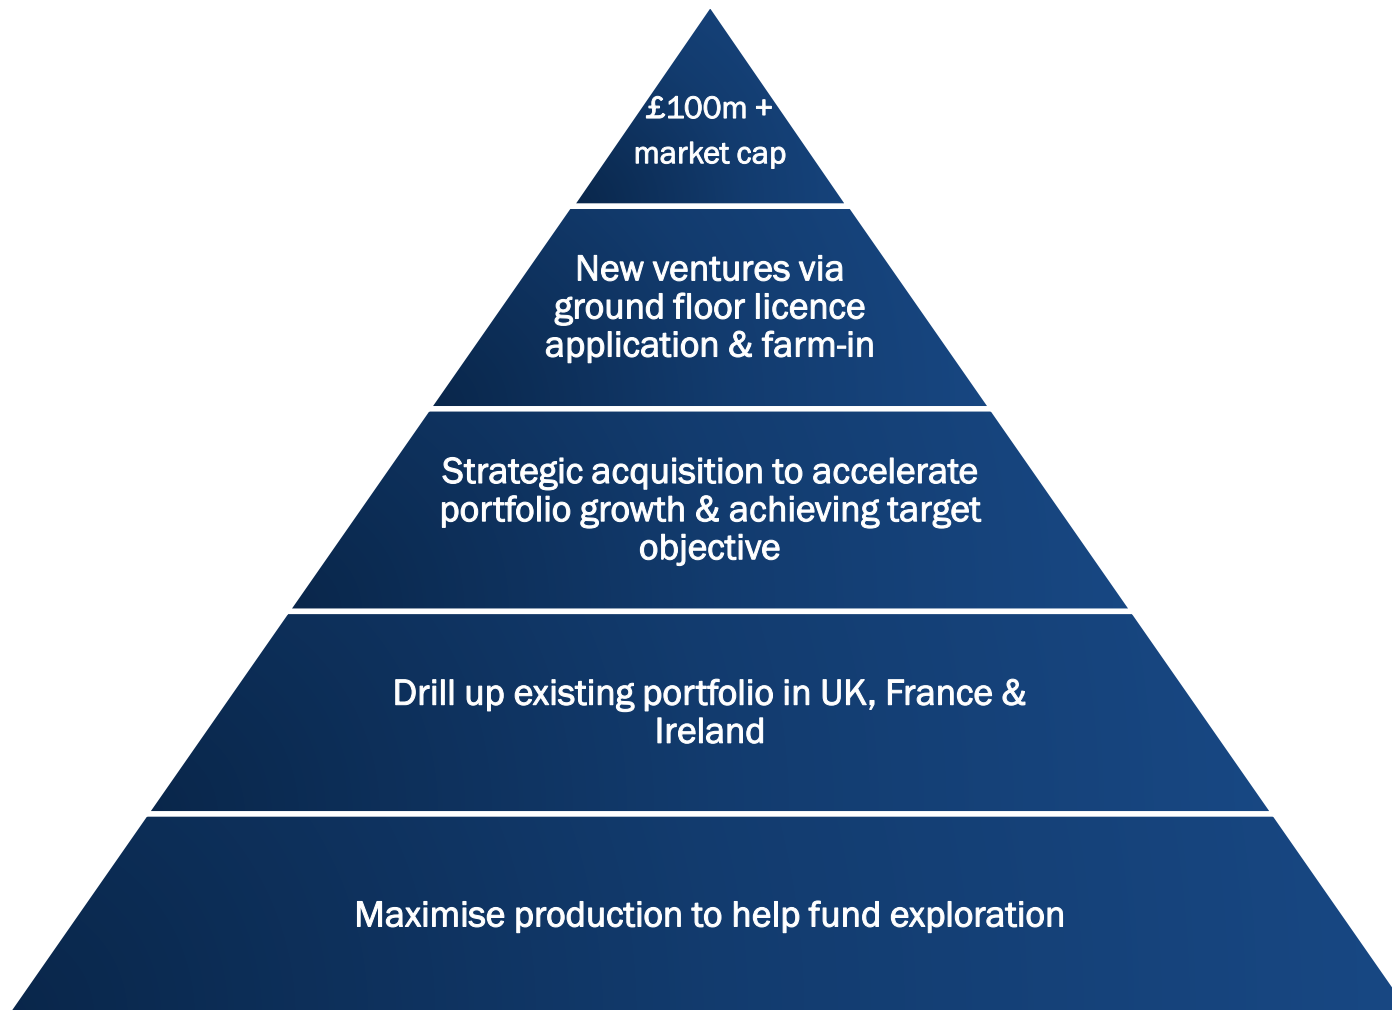 £100m +
market cap
New ventures via
ground floor licence
application & farm-in
Strategic acquisition to accelerate
portfolio growth & achieving target
objective
Drill up existing portfolio in UK, France &
Ireland
Maximise production to help fund exploration